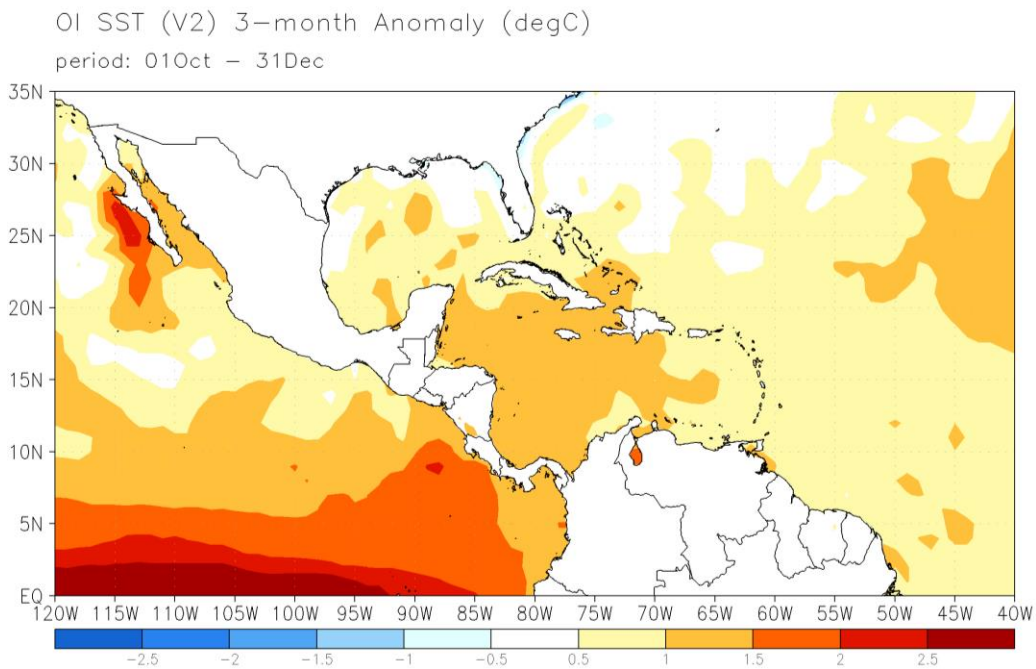 OI SST (V2) 3-month Anomaly (degC)
period: 01Oct - 31Dec
35N
30N
25N
20N
15N
10N
5N
EQ
120W 115W 110W 105W 100W 95W 90W 85W 80W 75W 70W 65W 60W 55W 50W 45W 40W
-2.5 -2 -1.5 -1 -0.5 0.5 1 1.5 2 2.5